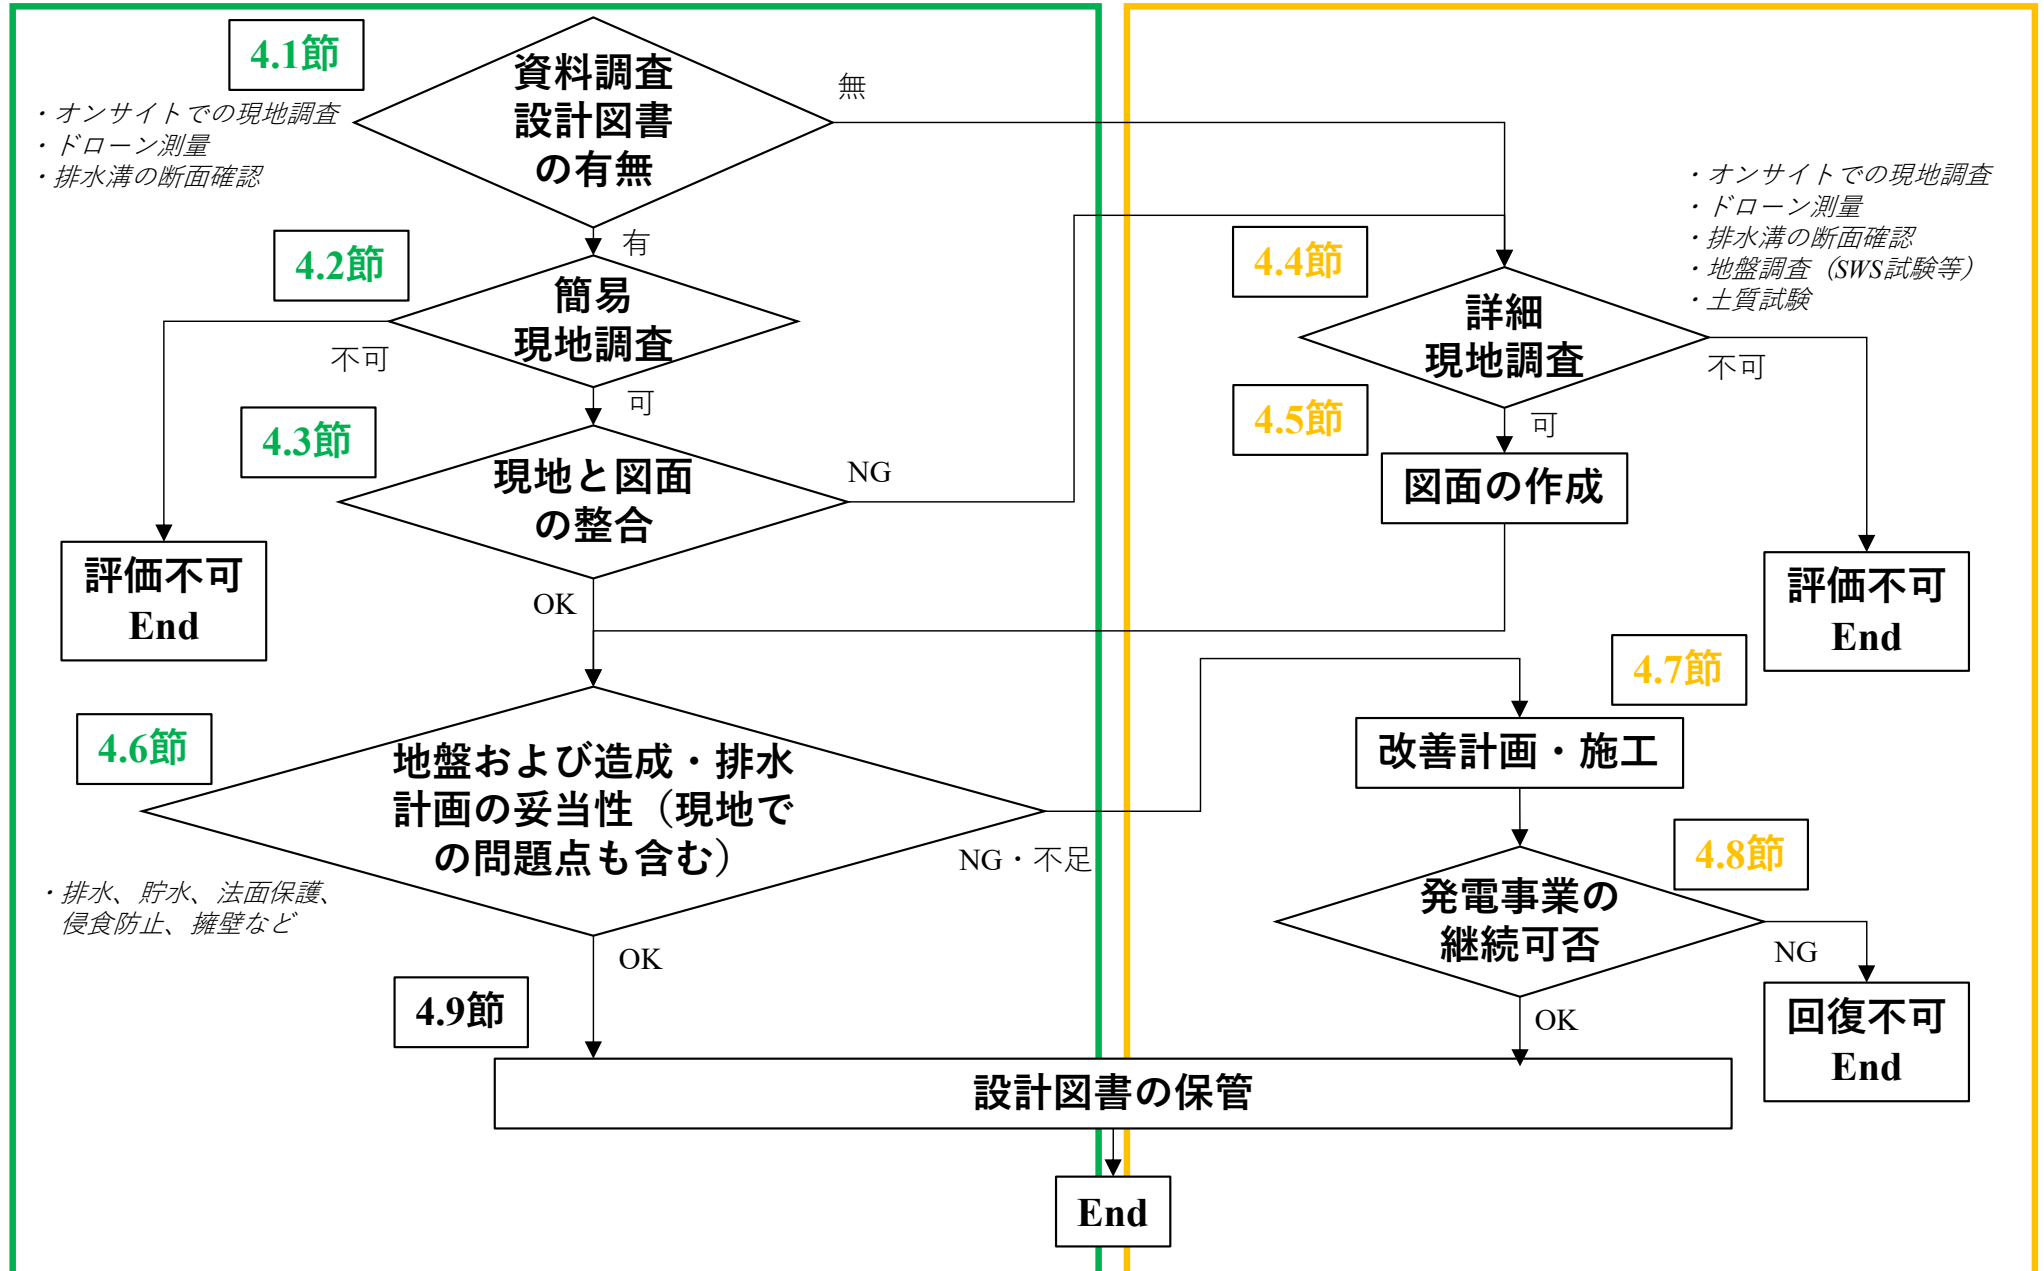 4.1節
・オンサイトでの現地調査
・ドローン測量
・排水溝の断面確認
資料調査
設計図書
の有無
無
有
4.2節
簡易
現地調査
不可
可
4.3節
現地と図面
の整合
NG
OK
評価不可
End
・オンサイトでの現地調査
・ドローン測量
・排水溝の断面確認
・地盤調査（SWS試験等）
・土質試験
4.4節
詳細
現地調査
不可
可
4.5節
図面の作成
評価不可
End
4.6節
地盤および造成・排水
計画の妥当性（現地で
の問題点も含む）
・排水、貯水、法面保護、
侵食防止、擁壁など
NG・不足
OK
4.7節
改善計画・施工
4.8節
発電事業の
継続可否
NG
OK
回復不可
End
4.9節
設計図書の保管
End